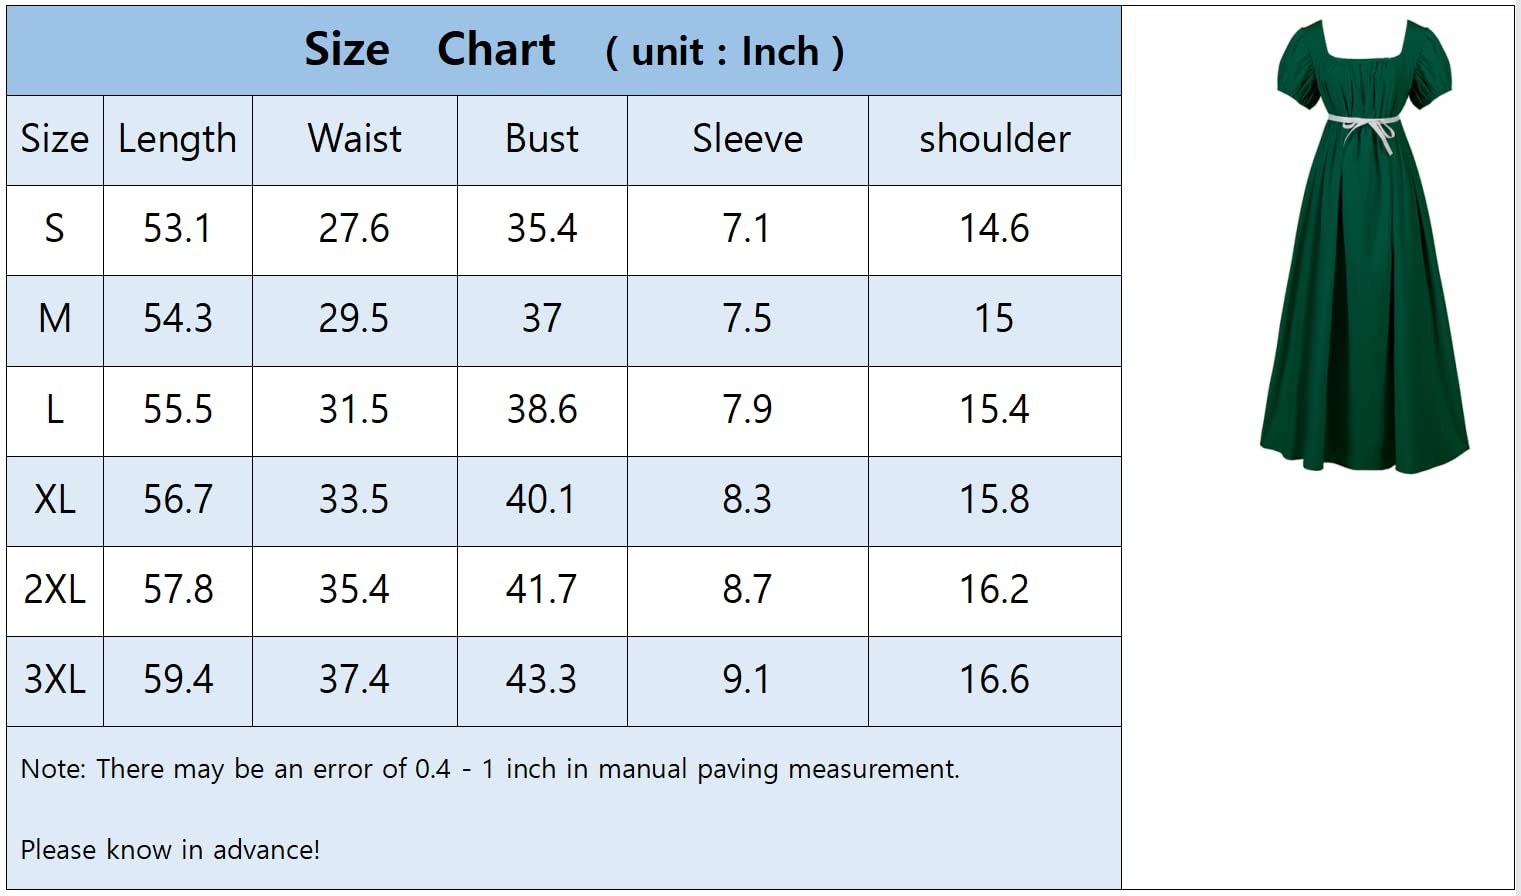 Size Chart ( unit : Inch )
Size Length Waist Bust Sleeve shoulder
S 53.1 27.6 35.4 7.1 14.6
M 54.3 29.5 37 7.5 15
L 55.5 31.5 38.6 7.9 15.4
XL 56.7 33.5 40.1 8.3 15.8
2XL 57.8 35.4 41.7 8.7 16.2
3XL 59.4 37.4 43.3 9.1 16.6
Note: There may be an error of 0.4 - 1 inch in manual paving measurement.
Please know in advance!